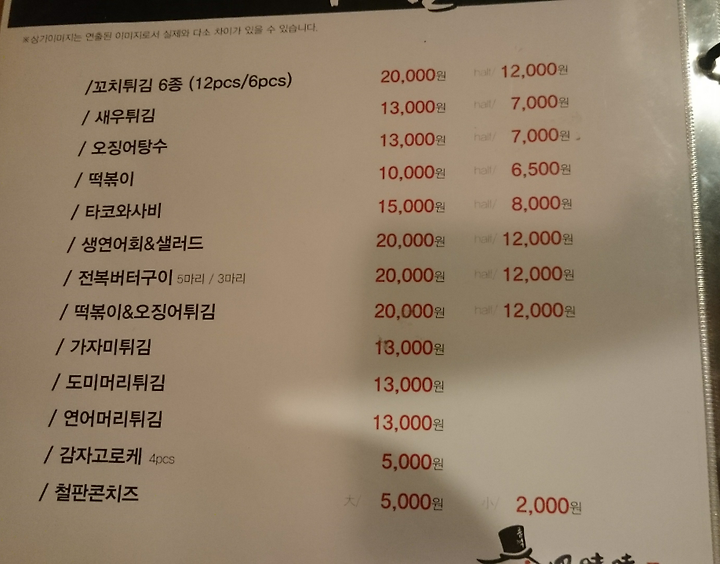 ※상기이미지는 연출된 이미지로서 실제와 다소 차이가 있을 수 있습니다.
/꼬치튀김 6종 (12pcs/6pcs) 20,000원 half/ 12,000원
/ 새우튀김 13,000원 half/ 7,000원
/ 오징어탕수 13,000원 half/ 7,000원
/ 떡볶이 10,000원 half/ 6,500원
/ 타코와사비 15,000원 half/ 8,000원
/ 생연어회&샐러드 20,000원 half/ 12,000원
/ 전복버터구이 5마리 / 3마리 20,000원 half/ 12,000원
/ 떡볶이&오징어튀김 20,000원 half/ 12,000원
/ 가자미튀김 13,000원
/ 도미머리튀김 13,000원
/ 연어머리튀김 13,000원
/ 감자고로케 4pcs 5,000원
/ 철판콘치즈 大/ 5,000원 小/ 2,000원